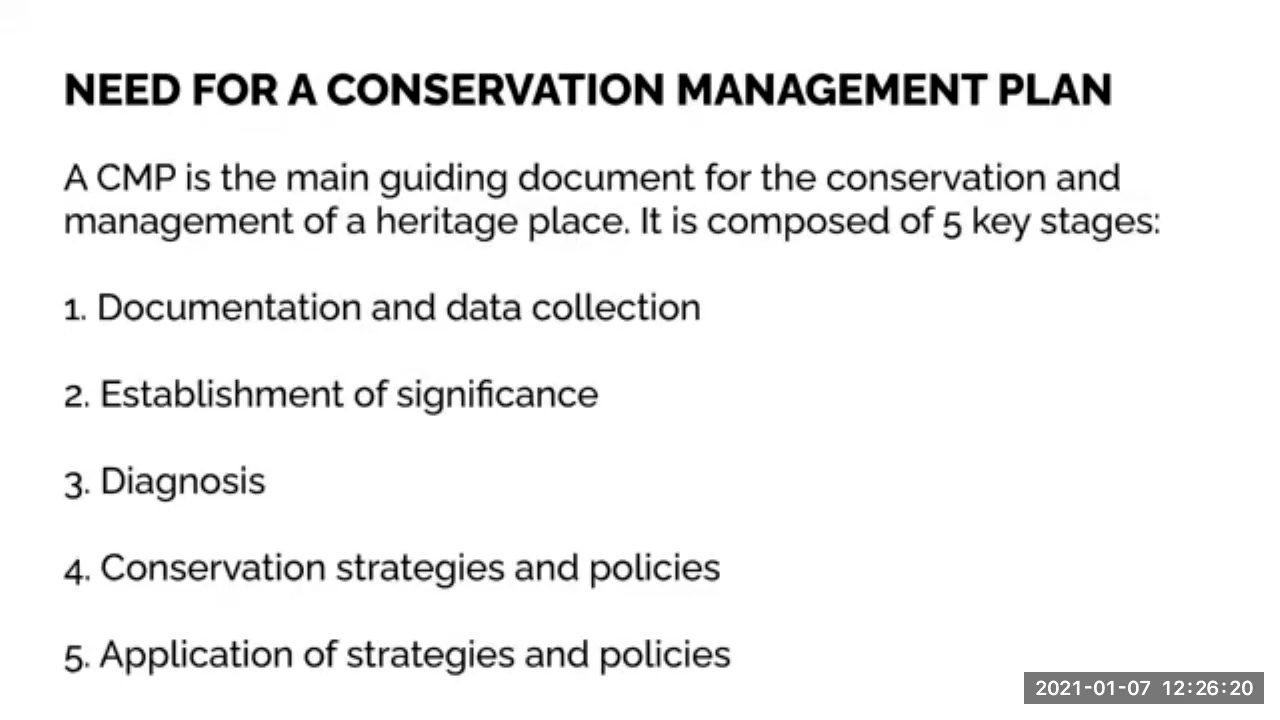 NEED FOR A CONSERVATION MANAGEMENT PLAN
A CMP is the main guiding document for the conservation and
management of a heritage place. It is composed of 5 key stages:
1. Documentation and data collection
2. Establishment of significance
3. Diagnosis
4. Conservation strategies and policies
5. Application of strategies and policies
2021-01-07 12:26:20